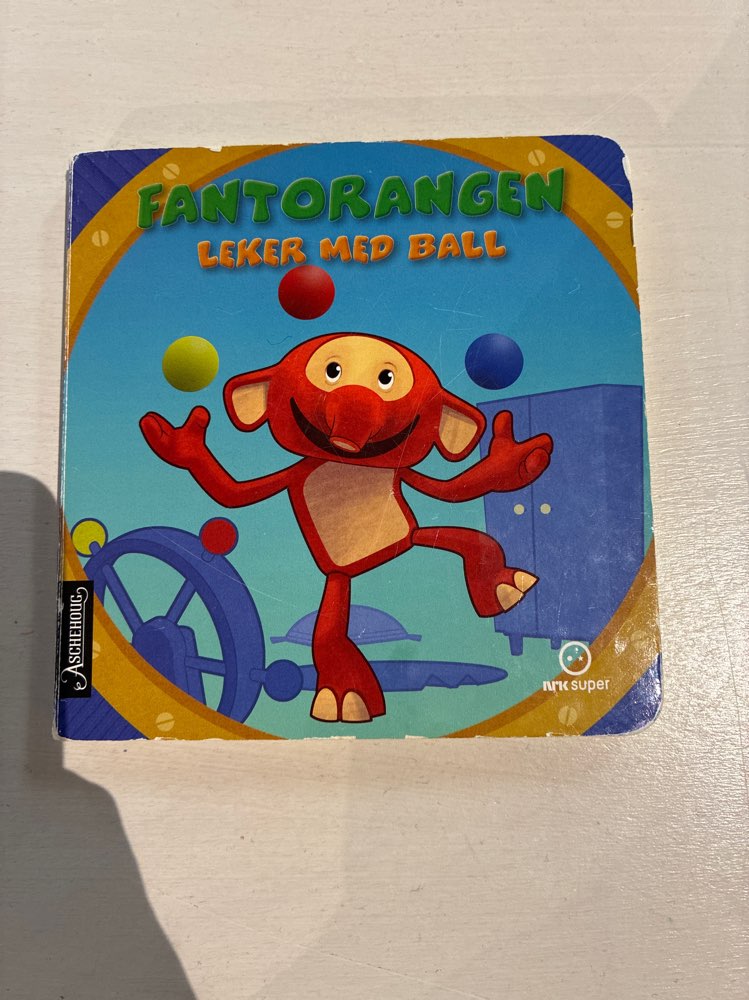 FANTORANGEN
LEKER MED BALL
ASCHEHOUG
NRK super